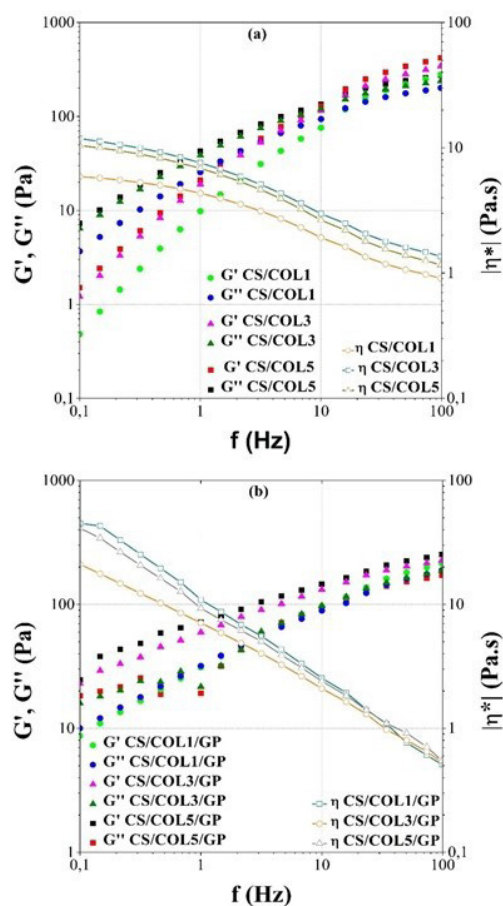 (a)
1000
100
10
1
0,1
G', G'' (Pa)
100
10
1
0,1
|η*| (Pa.s)
G' CS/COL1
G'' CS/COL1
G' CS/COL3
G'' CS/COL3
G' CS/COL5
G'' CS/COL5
η CS/COL1
η CS/COL3
η CS/COL5
0,1 1 10 100
f (Hz)
(b)
1000
100
10
1
G', G'' (Pa)
100
10
1
0,1
|η*| (Pa.s)
G' CS/COL1/GP
G'' CS/COL1/GP
G' CS/COL3/GP
G'' CS/COL3/GP
G' CS/COL5/GP
G'' CS/COL5/GP
η CS/COL1/GP
η CS/COL3/GP
η CS/COL5/GP
0,1 1 10 100
f (Hz)